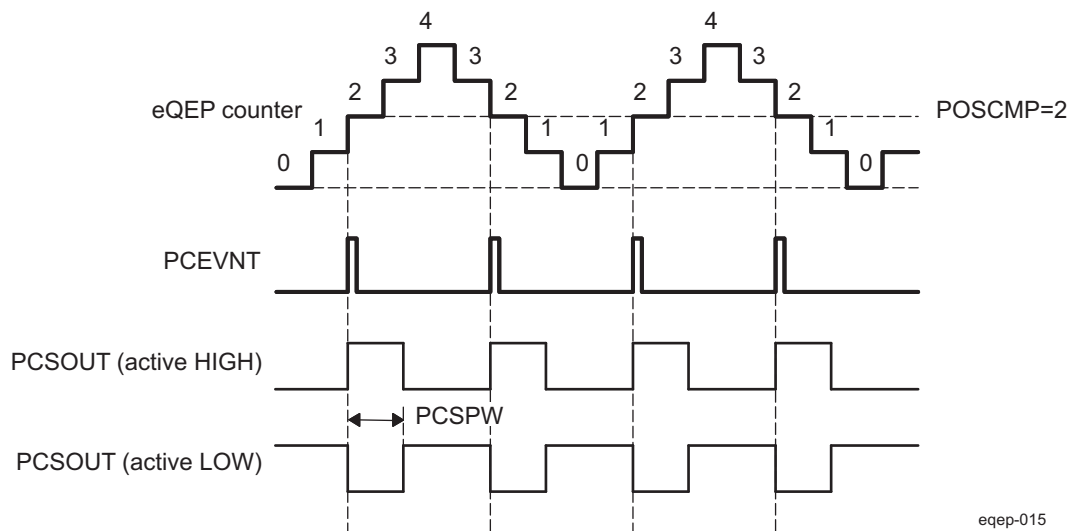 4 4
3 3 3 3
2 2 2 2
eQEP counter POSCMP=2
1 1 1 1
0 0 0
PCEVNT
PCSOUT (active HIGH)
PCSPW
PCSOUT (active LOW)
eqep-015